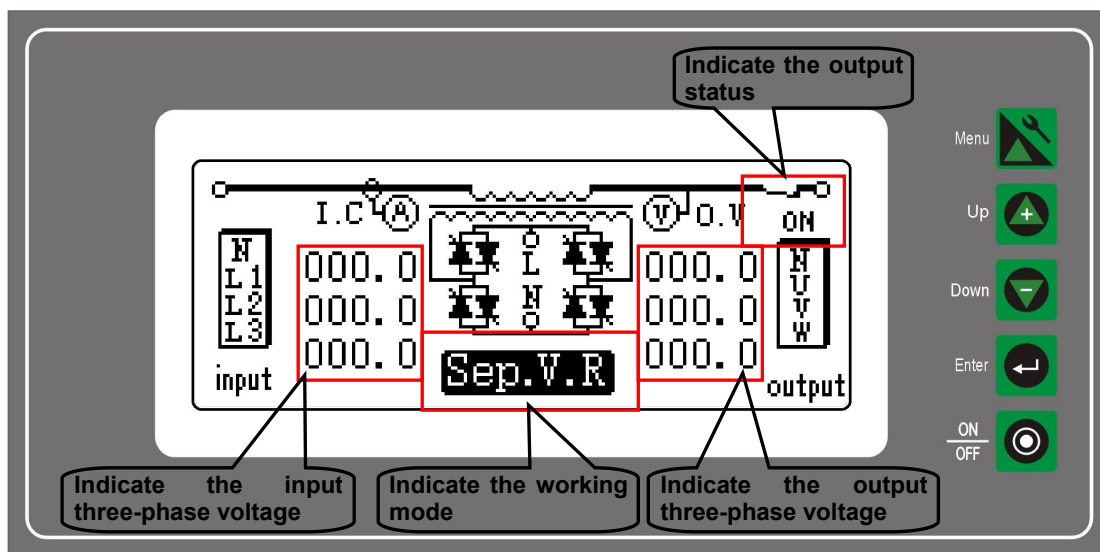 Indicate the output
status
I.C A V O.V
ON
N
L1
L2
L3
input
000.0
000.0
000.0
O
L
N
O
Sep.V.R
000.0
000.0
000.0
N
U
V
W
output
Indicate the input
three-phase voltage
Indicate the working
mode
Indicate the output
three-phase voltage
Menu
Up
Down
Enter
ON
OFF